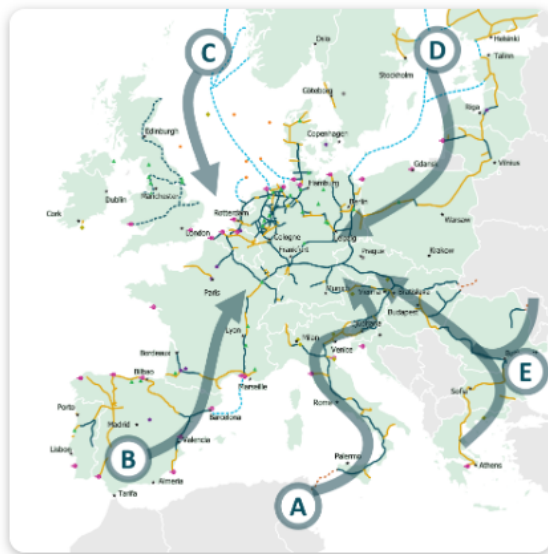 Oslo
Helsinki
D
C
Tallinn
Stockholm
Göteborg
Riga
Edinburgh
Copenhagen
Vilnius
Gdańsk
Dublin
Manchester
Hamburg
Berlin
Cork
Rotterdam
Warsaw
London
Cologne
Leipzig
Frankfurt
Prague
Krakow
Paris
Vienna
Bratislava
Budapest
Lyon
Milan
Venice
Bordeaux
E
Bilbao
Marseille
Sofia
Porto
Rome
Barcelona
Madrid
Lisbon
B
Valencia
Palermo
Athens
Almeria
Tarifa
A